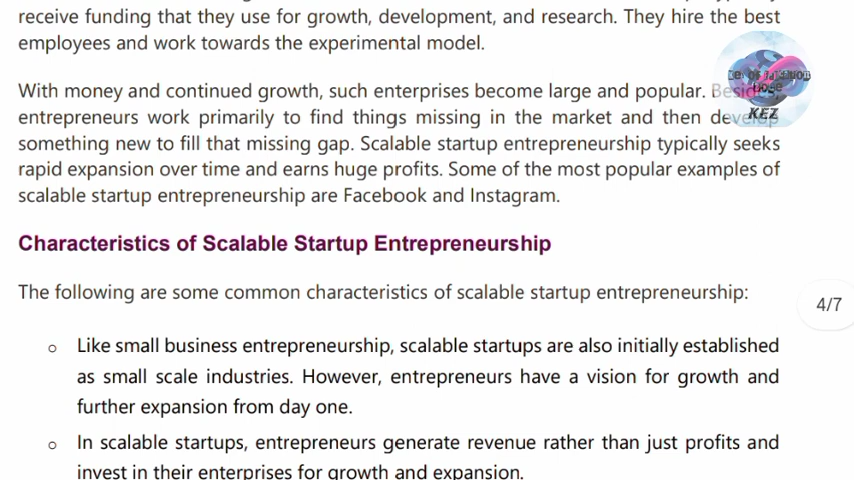 receive funding that they use for growth, development, and research. They hire the best
employees and work towards the experimental model.
With money and continued growth, such enterprises become large and popular. Besides,
entrepreneurs work primarily to find things missing in the market and then develop
something new to fill that missing gap. Scalable startup entrepreneurship typically seeks
rapid expansion over time and earns huge profits. Some of the most popular examples of
scalable startup entrepreneurship are Facebook and Instagram.
Characteristics of Scalable Startup Entrepreneurship
The following are some common characteristics of scalable startup entrepreneurship:
4/7
o Like small business entrepreneurship, scalable startups are also initially established
as small scale industries. However, entrepreneurs have a vision for growth and
further expansion from day one.
o In scalable startups, entrepreneurs generate revenue rather than just profits and
invest in their enterprises for growth and expansion.
KEZ